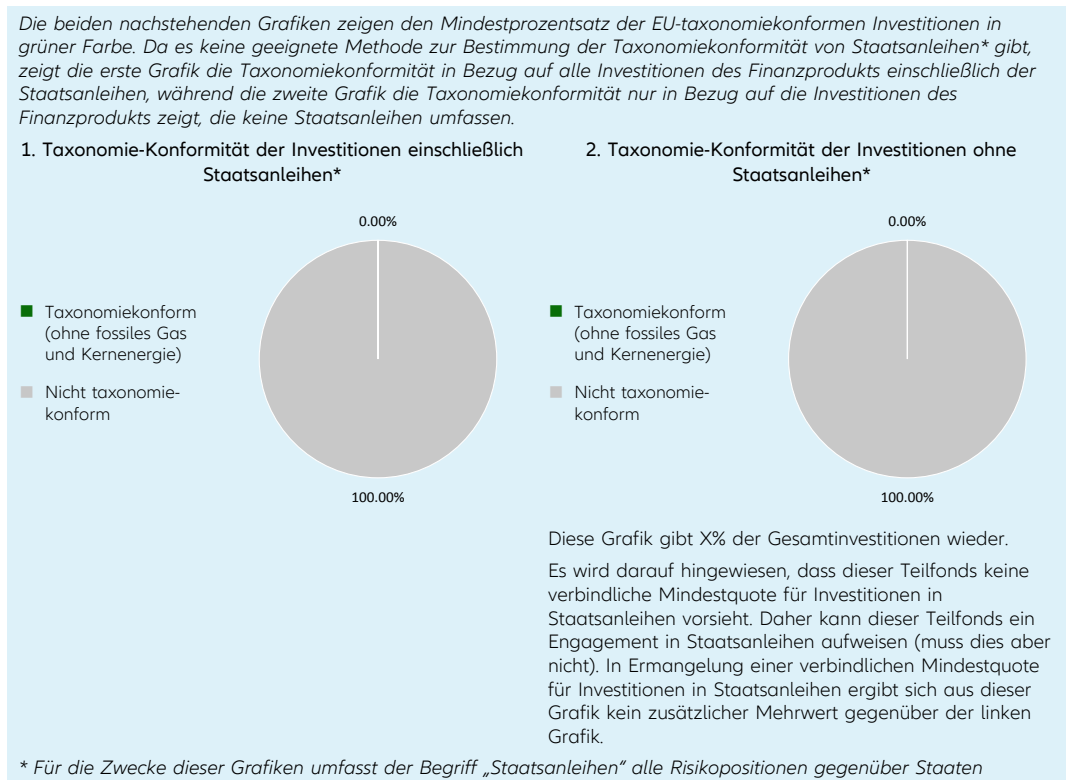 Die beiden nachstehenden Grafiken zeigen den Mindestprozentsatz der EU-taxonomiekonformen Investitionen in
grüner Farbe. Da es keine geeignete Methode zur Bestimmung der Taxonomiekonformität von Staatsanleihen* gibt,
zeigt die erste Grafik die Taxonomiekonformität in Bezug auf alle Investitionen des Finanzprodukts einschließlich der
Staatsanleihen, während die zweite Grafik die Taxonomiekonformität nur in Bezug auf die Investitionen des
Finanzprodukts zeigt, die keine Staatsanleihen umfassen.
1. Taxonomie-Konformität der Investitionen einschließlich
Staatsanleihen*
0.00%
Taxonomiekonform
(ohne fossiles Gas
und Kernenergie)
Nicht taxonomie-
konform
100.00%
2. Taxonomie-Konformität der Investitionen ohne
Staatsanleihen*
0.00%
Taxonomiekonform
(ohne fossiles Gas
und Kernenergie)
Nicht taxonomie-
konform
100.00%
Diese Grafik gibt X% der Gesamtinvestitionen wieder.
Es wird darauf hingewiesen, dass dieser Teilfonds keine
verbindliche Mindestquote für Investitionen in
Staatsanleihen vorsieht. Daher kann dieser Teilfonds ein
Engagement in Staatsanleihen aufweisen (muss dies aber
nicht). In Ermangelung einer verbindlichen Mindestquote
für Investitionen in Staatsanleihen ergibt sich aus dieser
Grafik kein zusätzlicher Mehrwert gegenüber der linken
Grafik.
* Für die Zwecke dieser Grafiken umfasst der Begriff „Staatsanleihen" alle Risikopositionen gegenüber Staaten